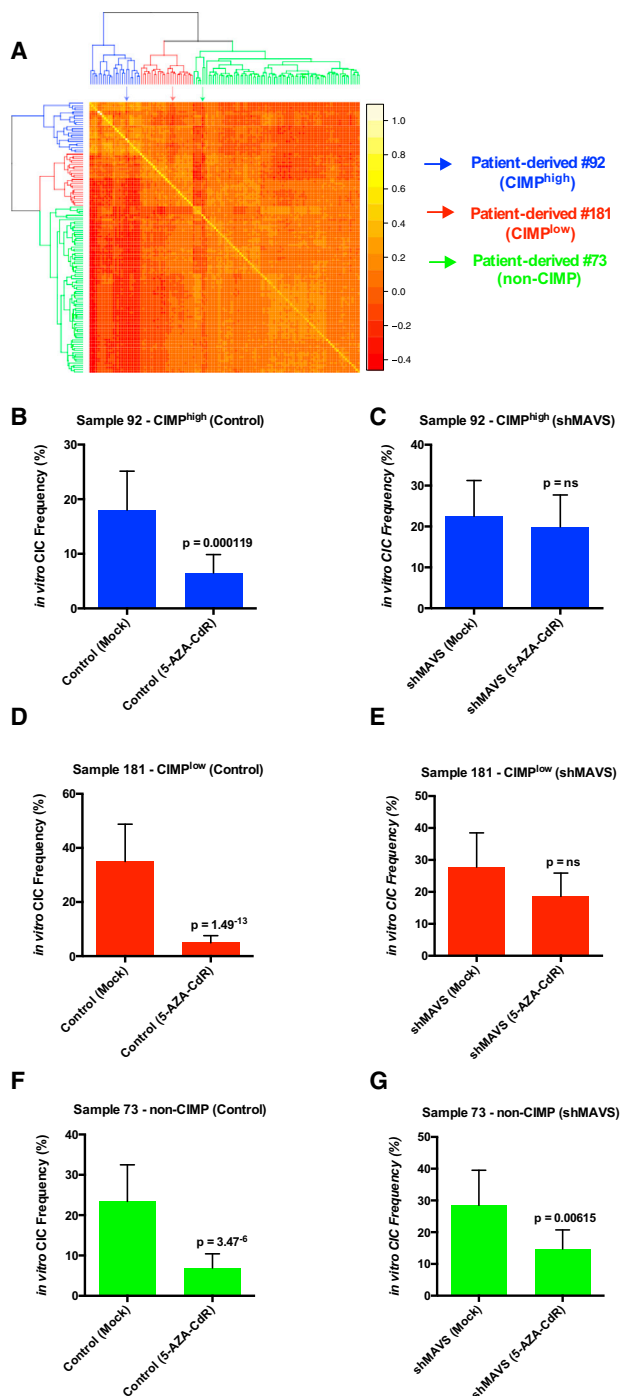 A
1.0
0.8
0.6
0.4
0.2
0.0
−0.2
−0.4
Patient-derived #92
(CIMPhigh)
Patient-derived #181
(CIMPlow)
Patient-derived #73
(non-CIMP)
B
Sample 92 - CIMPhigh (Control)
in vitro CIC Frequency (%)
30
20
10
0
p = 0.000119
Control (Mock)
Control (5-AZA-CdR)
C
Sample 92 - CIMPhigh (shMAVS)
in vitro CIC Frequency (%)
40
30
20
10
0
p = ns
shMAVS (Mock)
shMAVS (5-AZA-CdR)
D
Sample 181 - CIMPlow (Control)
in vitro CIC Frequency (%)
60
40
20
0
p = 1.49-13
Control (Mock)
Control (5-AZA-CdR)
E
Sample 181 - CIMPlow (shMAVS)
in vitro CIC Frequency (%)
50
40
30
20
10
0
p = ns
shMAVS (Mock)
shMAVS (5-AZA-CdR)
F
Sample 73 - non-CIMP (Control)
in vitro CIC Frequency (%)
40
30
20
10
0
p = 3.47-6
Control (Mock)
Control (5-AZA-CdR)
G
Sample 73 - non-CIMP (shMAVS)
in vitro CIC Frequency (%)
50
40
30
20
10
0
p = 0.00615
shMAVS (Mock)
shMAVS (5-AZA-CdR)